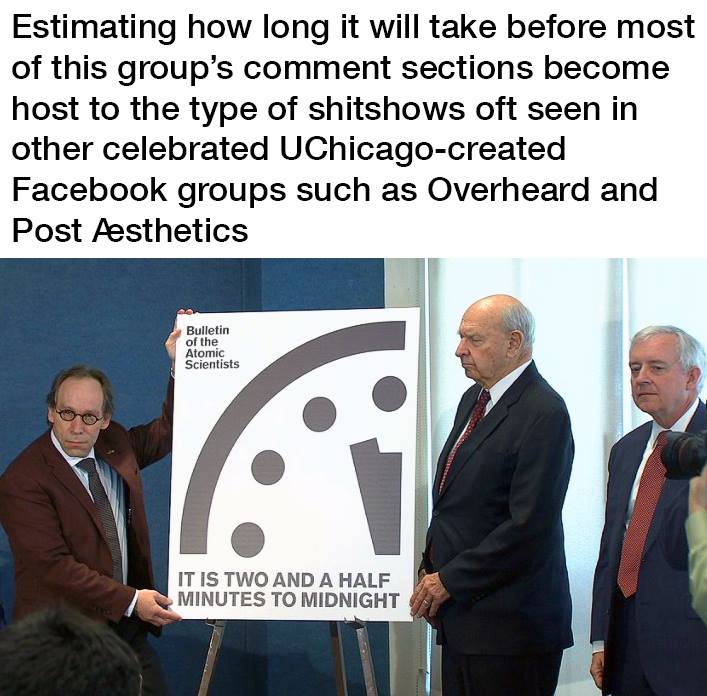 Estimating how long it will take before most
of this group’s comment sections become
host to the type of shitshows oft seen in
other celebrated UChicago-created
Facebook groups such as Overheard and
Post Æsthetics
Bulletin
of the
Atomic
Scientists
IT IS TWO AND A HALF
MINUTES TO MIDNIGHT